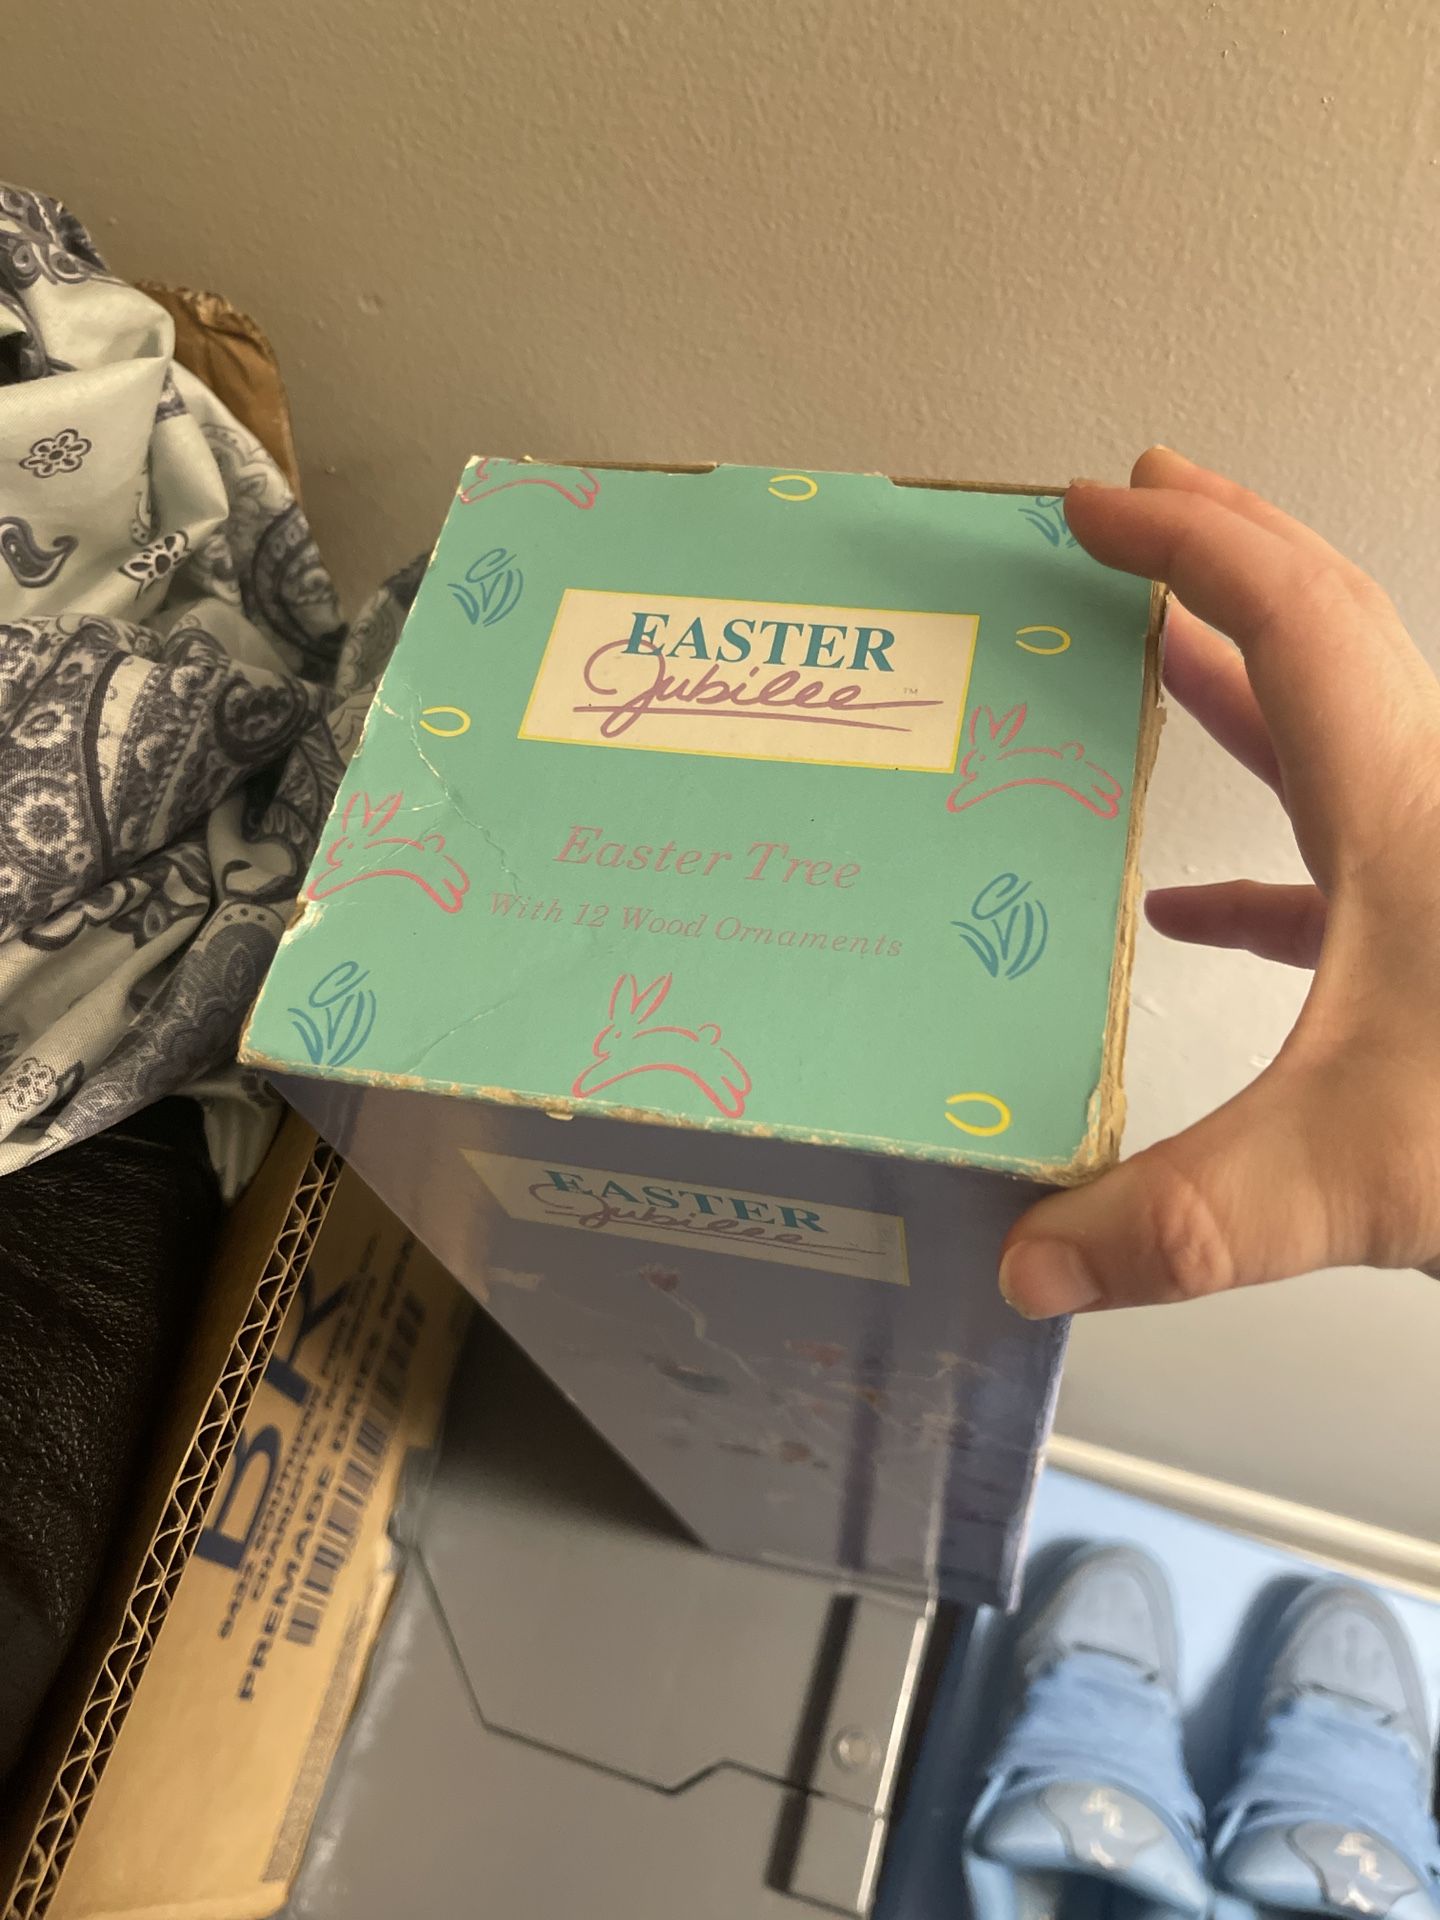 EASTER
Jubilee ™
Easter Tree
With 12 Wood Ornaments
EASTER
Jubilee
PREMADE